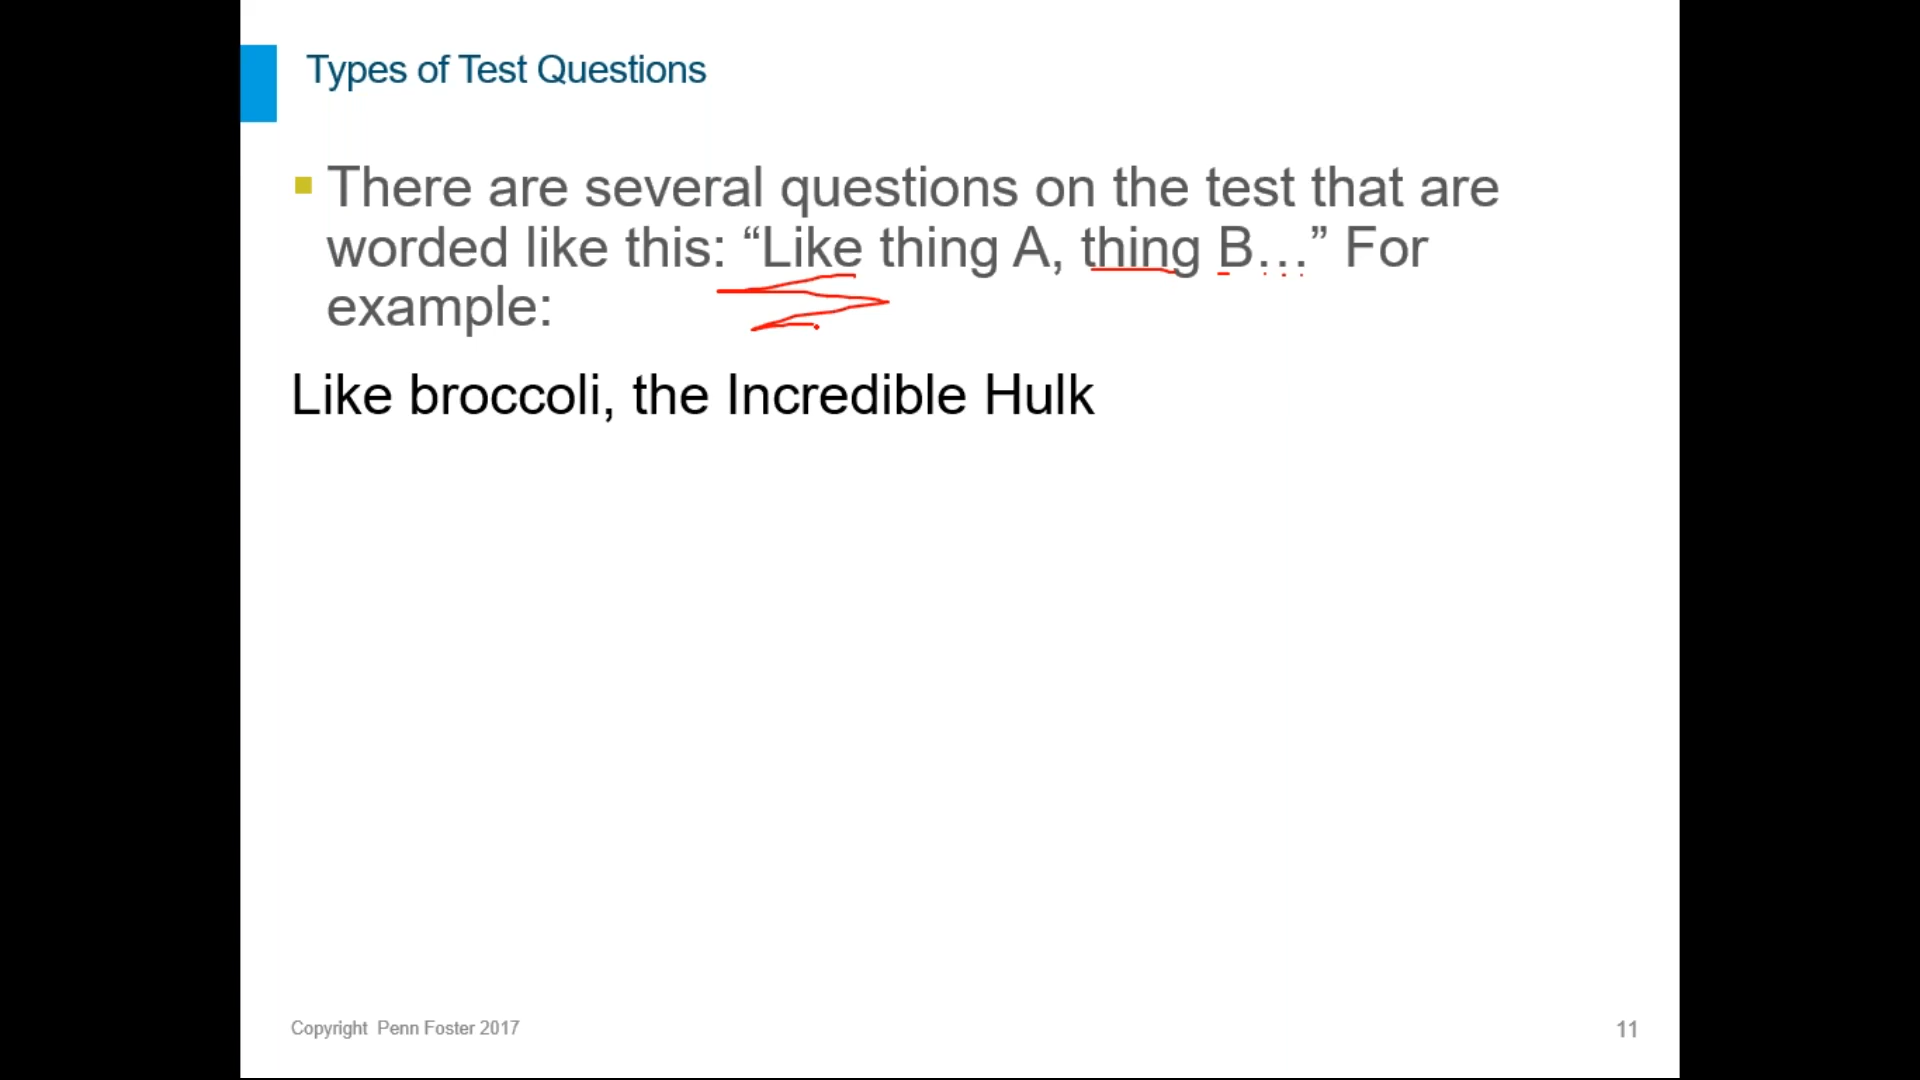 Types of Test Questions
▪ There are several questions on the test that are
worded like this: “Like thing A, thing B…” For
example:
Like broccoli, the Incredible Hulk
Copyright Penn Foster 2017
11